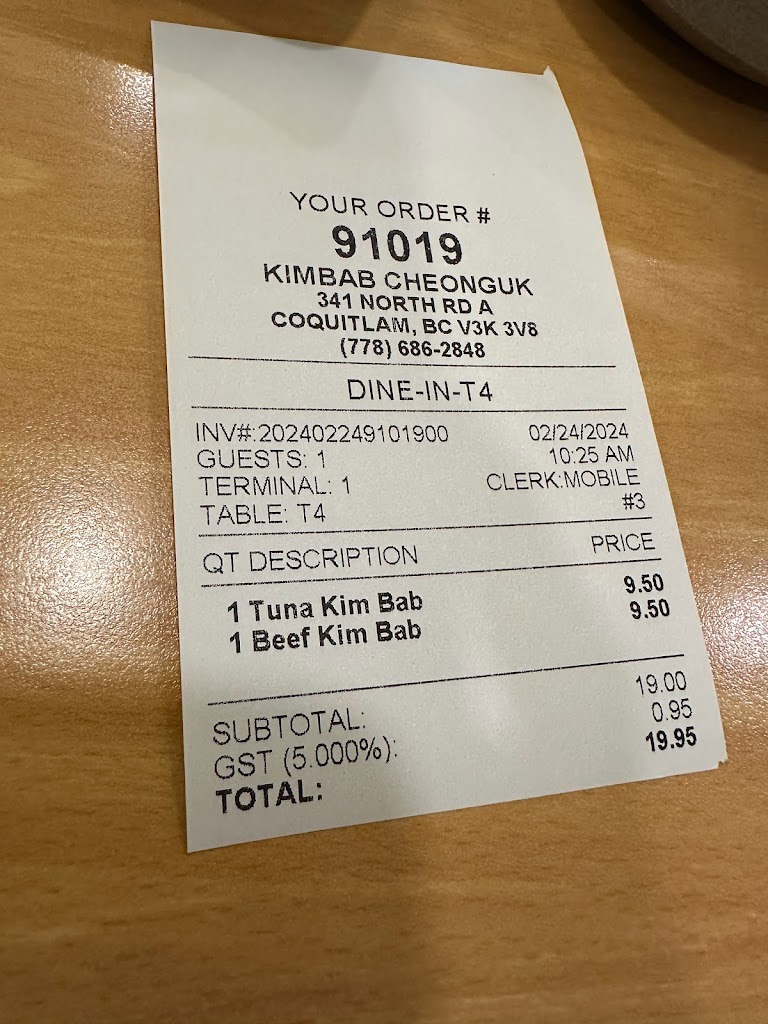 YOUR ORDER #
91019
KIMBAB CHEONGUK
341 NORTH RD A
COQUITLAM, BC V3K 3V8
(778) 686-2848
DINE-IN-T4
INV#:202402249101900 02/24/2024
GUESTS: 1 10:25 AM
TERMINAL: 1 CLERK:MOBILE
TABLE: T4 #3
QT DESCRIPTION PRICE
1 Tuna Kim Bab 9.50
1 Beef Kim Bab 9.50
SUBTOTAL: 19.00
GST (5.000%): 0.95
TOTAL: 19.95